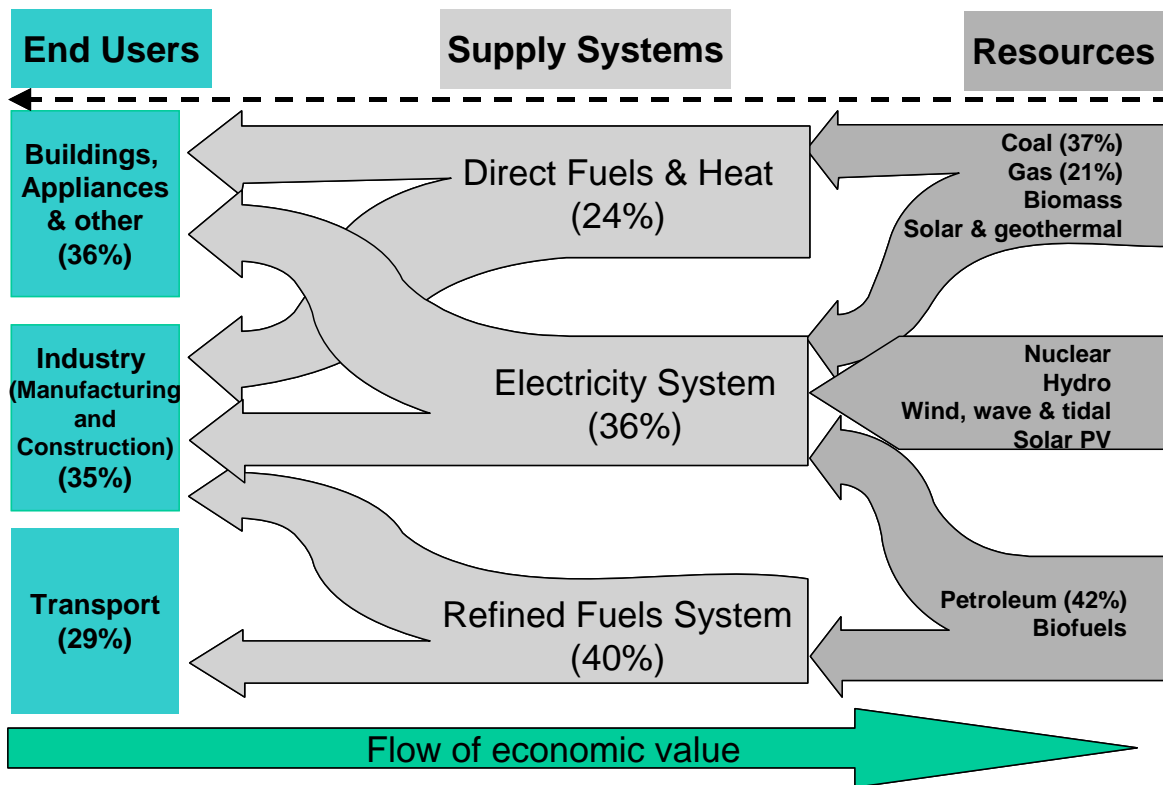 End Users
Supply Systems
Resources
Buildings,
Appliances
& other
(36%)
Industry
(Manufacturing
and
Construction)
(35%)
Transport
(29%)
Direct Fuels & Heat
(24%)
Electricity System
(36%)
Refined Fuels System
(40%)
Coal (37%)
Gas (21%)
Biomass
Solar & geothermal
Nuclear
Hydro
Wind, wave & tidal
Solar PV
Petroleum (42%)
Biofuels
Flow of economic value